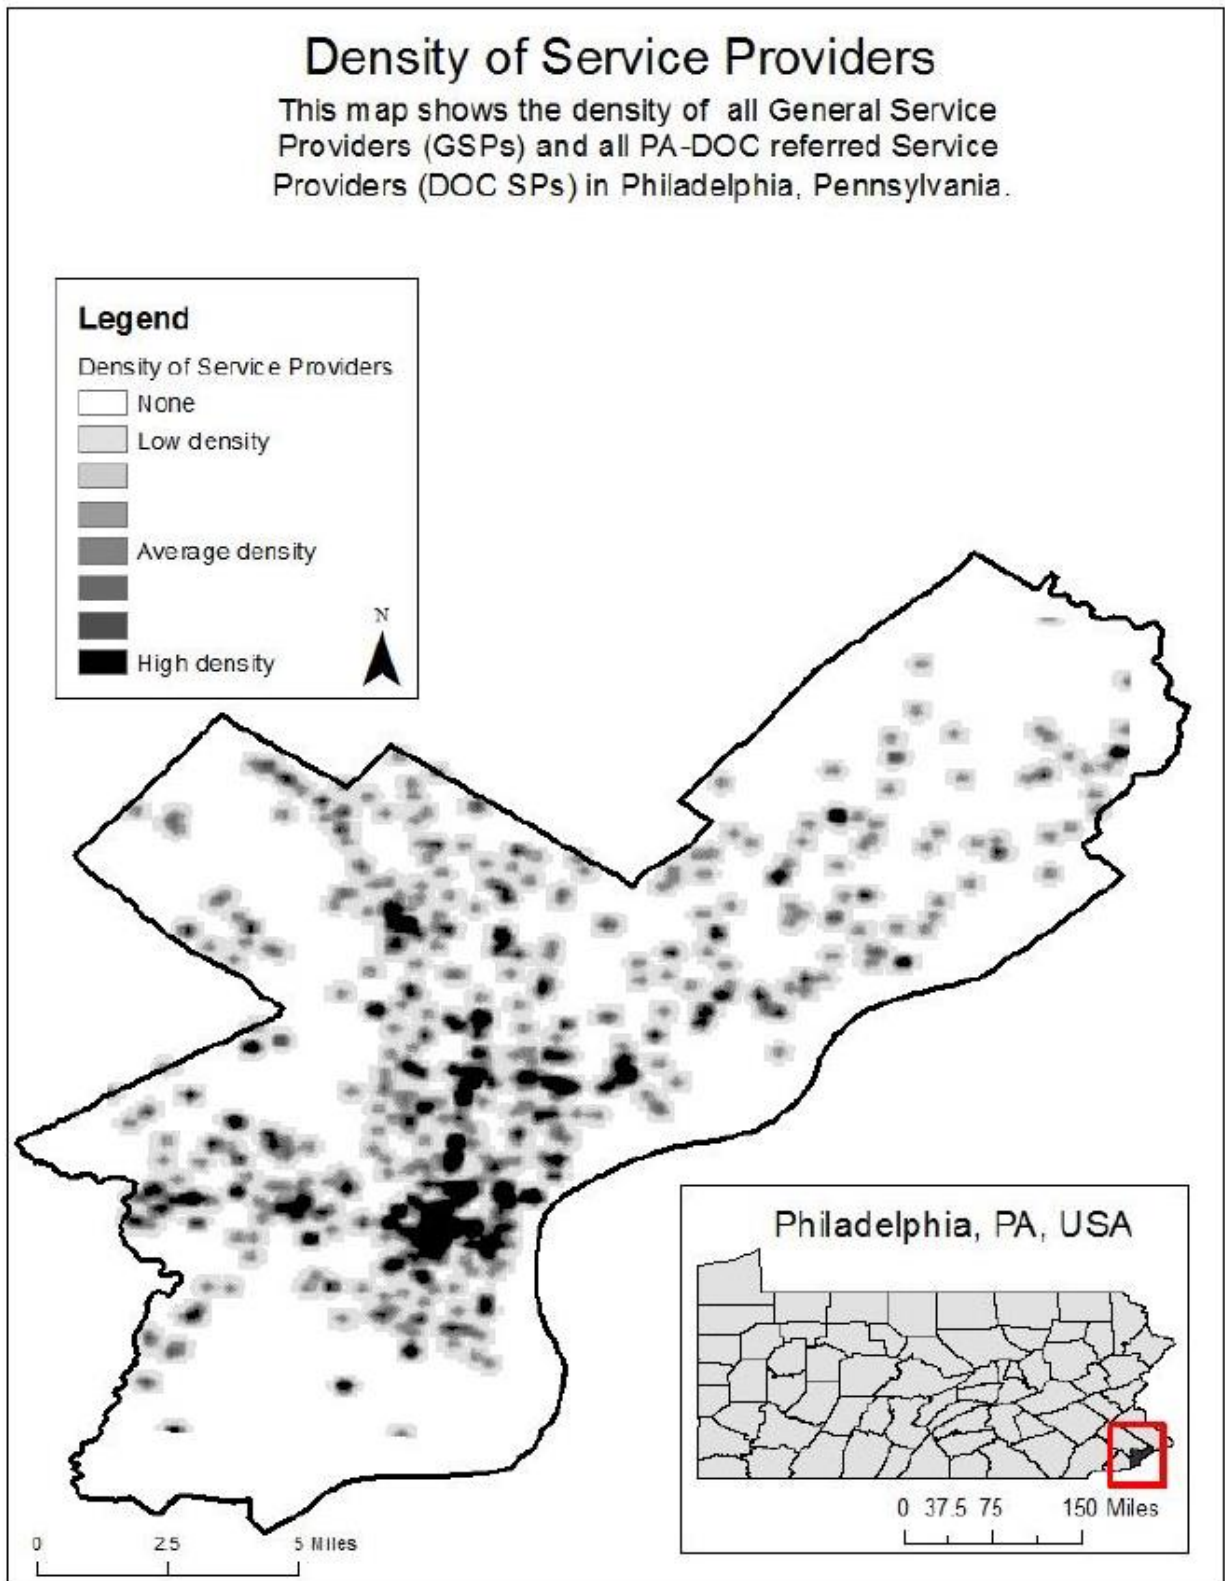 Density of Service Providers
This map shows the density of all General Service
Providers (GSPs) and all PA-DOC referred Service
Providers (DOC SPs) in Philadelphia, Pennsylvania.
Legend
Density of Service Providers
None
Low density
Average density
High density
N
Philadelphia, PA, USA
0 37.5 75 150 Miles
0 2.5 5 Miles